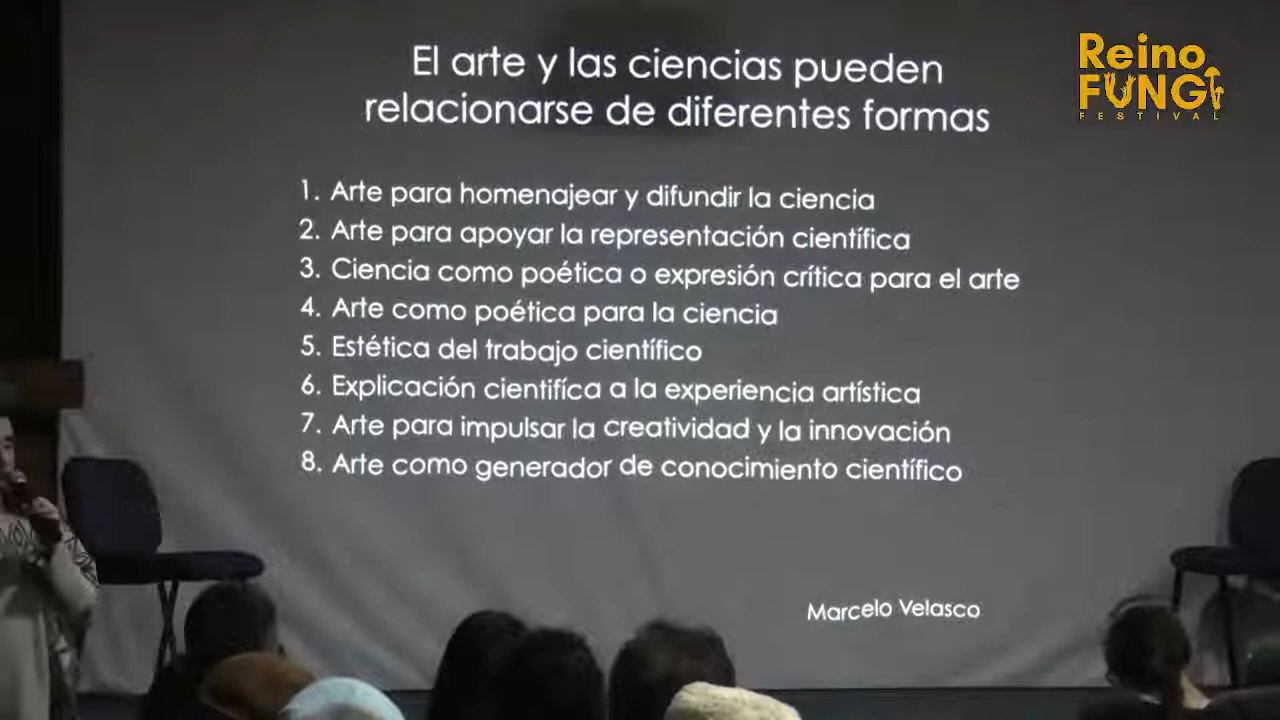 El arte y las ciencias pueden
relacionarse de diferentes formas
1. Arte para homenajear y difundir la ciencia
2. Arte para apoyar la representación científica
3. Ciencia como poética o expresión crítica para el arte
4. Arte como poética para la ciencia
5. Estética del trabajo científico
6. Explicación cientifíca a la experiencia artística
7. Arte para impulsar la creatividad y la innovación
8. Arte como generador de conocimiento científico
Marcelo Velasco
Reino
FUNGI
FESTIVAL